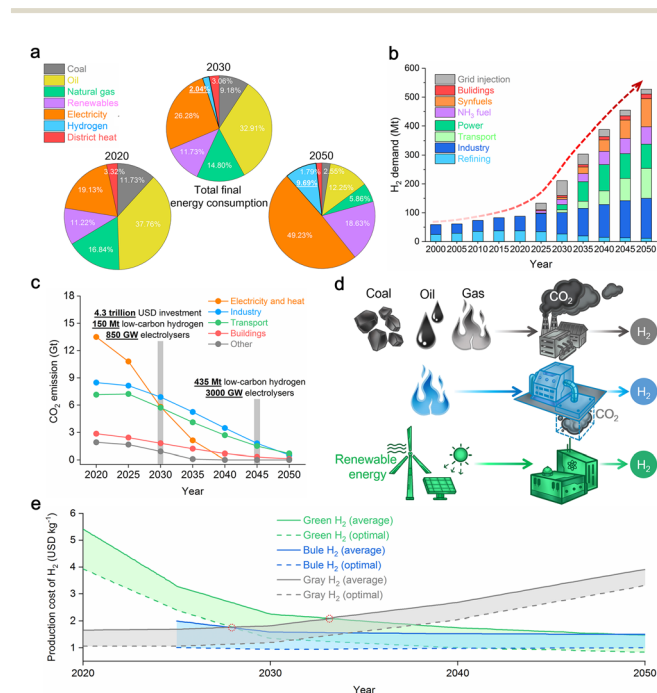 a
Coal
Oil
Natural gas
Renewables
Electricity
Hydrogen
District heat
2030
3.06%
2.04%
9.18%
26.28%
32.91%
11.73%
14.80%
2020
3.32%
11.73%
19.13%
37.76%
11.22%
16.84%
Total final
energy consumption
2050
1.79%
9.69%
12.25%
5.86%
18.63%
49.23%
b
Grid injection
Bulidings
Synfuels
NH3 fuel
Power
Transport
Industry
Refining
H2 demand (Mt)
600
500
400
300
200
100
0
2000 2005 2010 2015 2020 2025 2030 2035 2040 2045 2050
Year
c
4.3 trillion USD investment
150 Mt low-carbon hydrogen
850 GW electrolysers
Electricity and heat
Industry
Transport
Buildings
Other
435 Mt low-carbon hydrogen
3000 GW electrolysers
CO2 emission (Gt)
18
15
12
9
6
3
0
2020 2025 2030 2035 2040 2045 2050
Year
d
Coal
Oil
Gas
CO2
H2
H2
CO2
Renewable
energy
H2
e
Green H2 (average)
Green H2 (optimal)
Bule H2 (average)
Bule H2 (optimal)
Gray H2 (average)
Gray H2 (optimal)
Production cost of H2 (USD kg-1)
6
5
4
3
2
1
2020 2030 2040 2050
Year